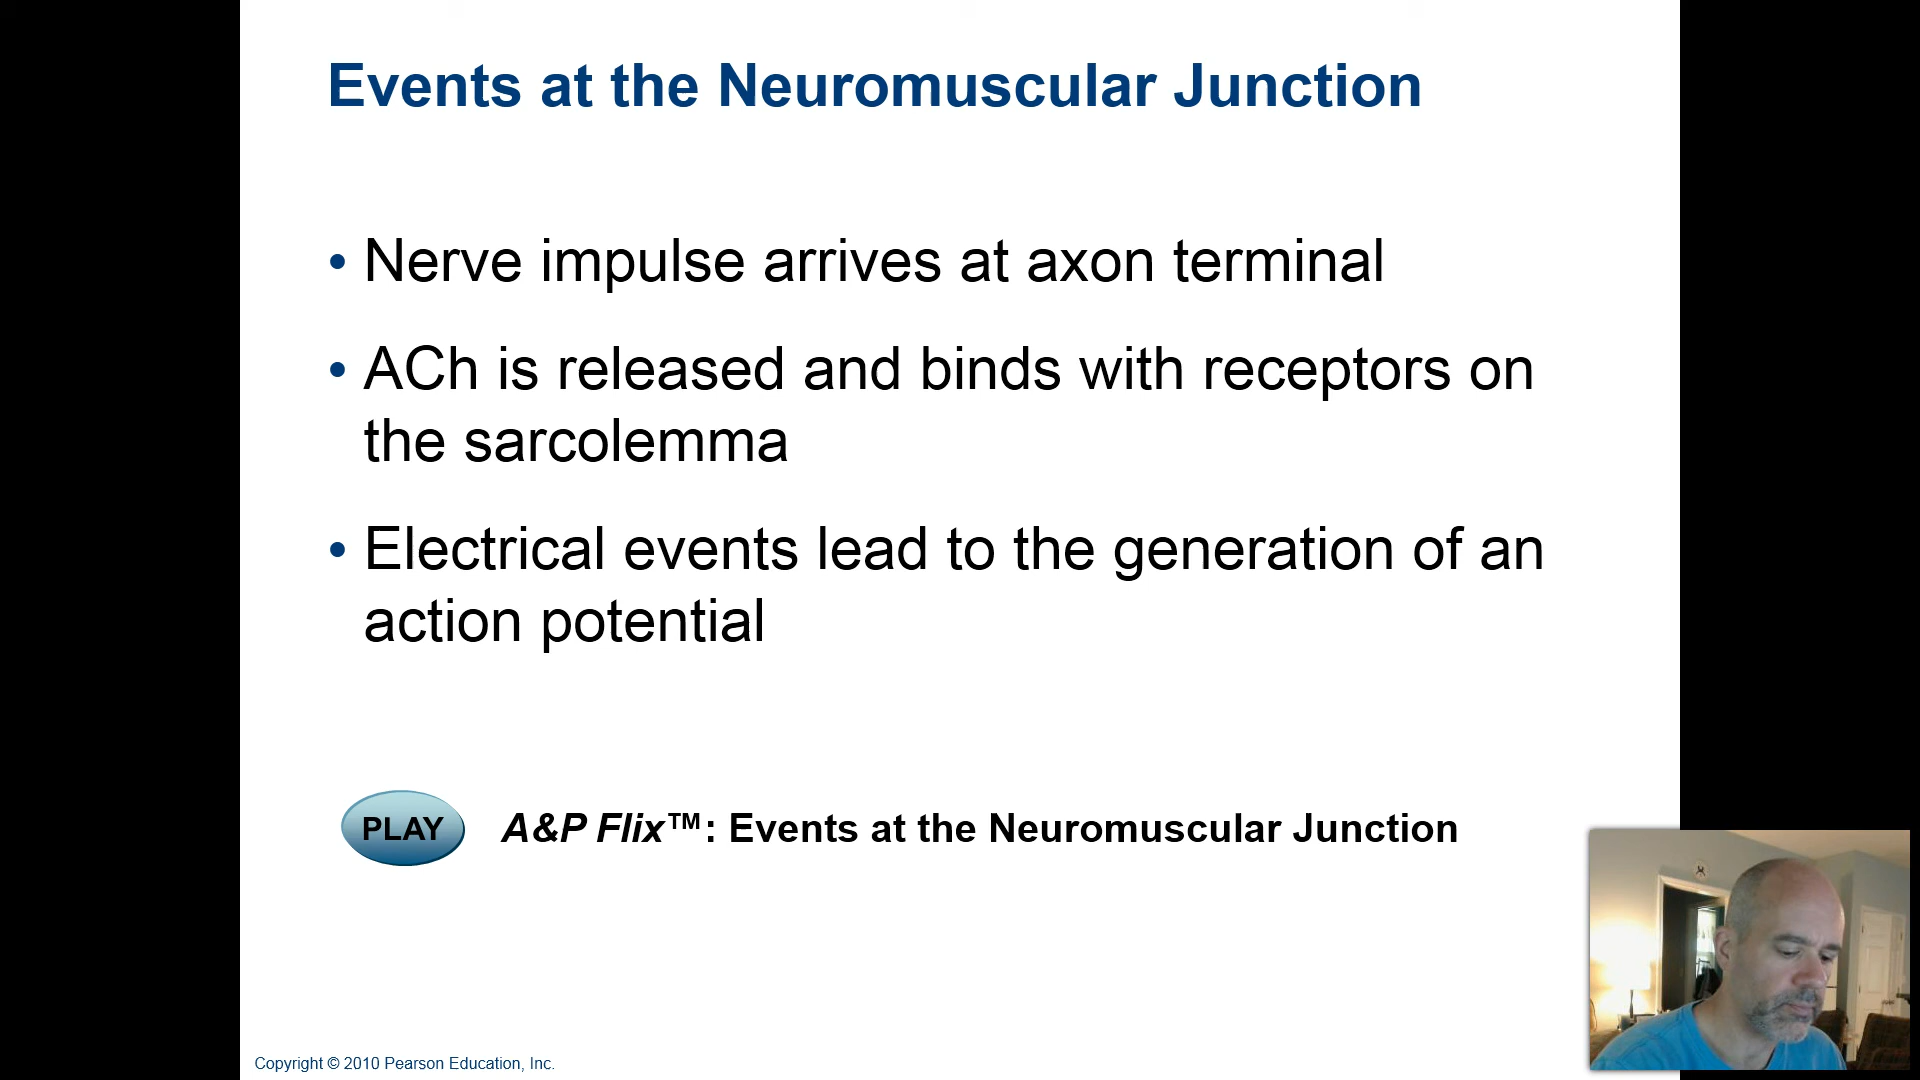 Events at the Neuromuscular Junction
• Nerve impulse arrives at axon terminal
• ACh is released and binds with receptors on
the sarcolemma
• Electrical events lead to the generation of an
action potential
PLAY A&P Flix™: Events at the Neuromuscular Junction
Copyright © 2010 Pearson Education, Inc.